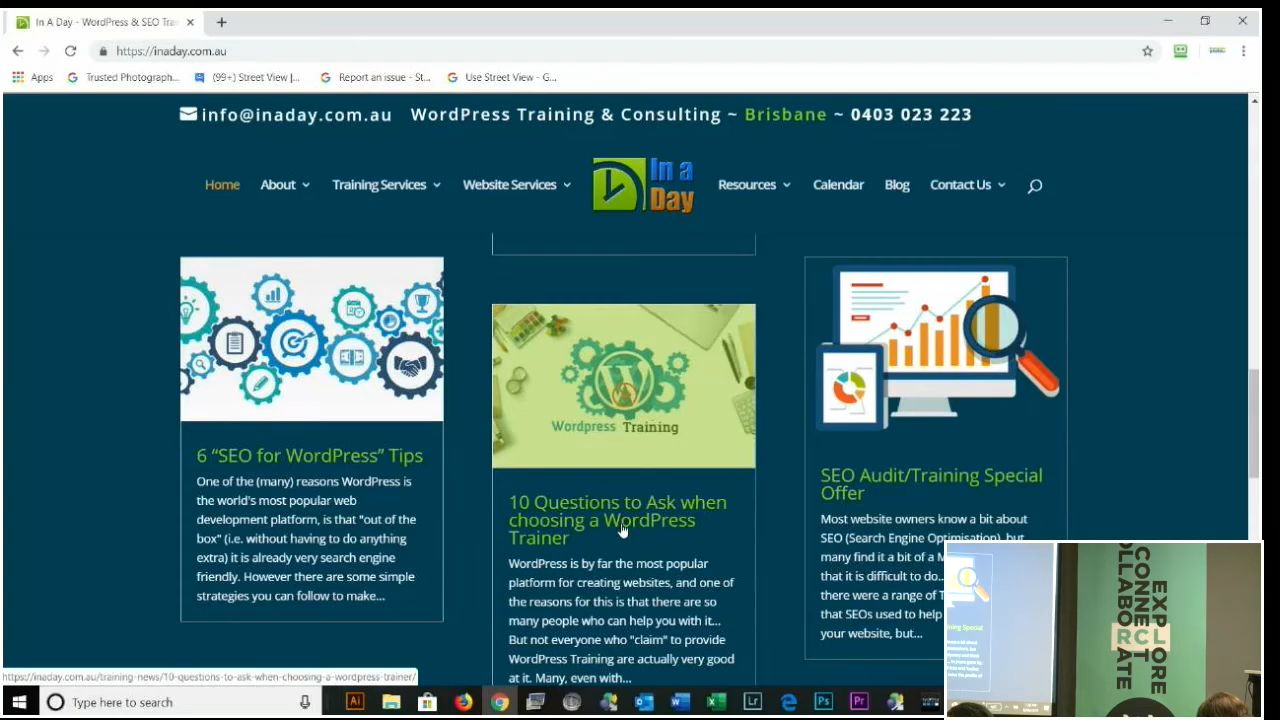 In A Day - WordPress & SEO Trai
https://inaday.com.au
Apps
Trusted Photograph...
(99+) Street View |...
Report an issue - St...
Use Street View - G...
info@inaday.com.au WordPress Training & Consulting ~ Brisbane ~ 0403 023 223
Home
About
Training Services
Website Services
In a
Day
Resources
Calendar
Blog
Contact Us
6 “SEO for WordPress” Tips
One of the (many) reasons WordPress is
the world's most popular web
development platform, is that "out of the
box" (i.e. without having to do anything
extra) it is already very search engine
friendly. However there are some simple
strategies you can follow to make...
Wordpress Training
10 Questions to Ask when
choosing a WordPress
Trainer
WordPress is by far the most popular
platform for creating websites, and one of
the reasons for this is that there are so
many people who can help you with it...
But not everyone who "claim" to provide
WordPress Training are actually very good
at it. Many, even with...
SEO Audit/Training Special
Offer
Most website owners know a bit about
SEO (Search Engine Optimisation), but
many find it a bit of a
that it is difficult to do...
there were a range of
that SEOs used to help
your website, but...
https://inaday.com.au/training-news/10-questions-to-ask-when-choosing-a-wordpress-trainer/
Type here to search
Ai
Lr
Ps
Pr
EXPLORE
CONNECT
COLLABORATE
RCL